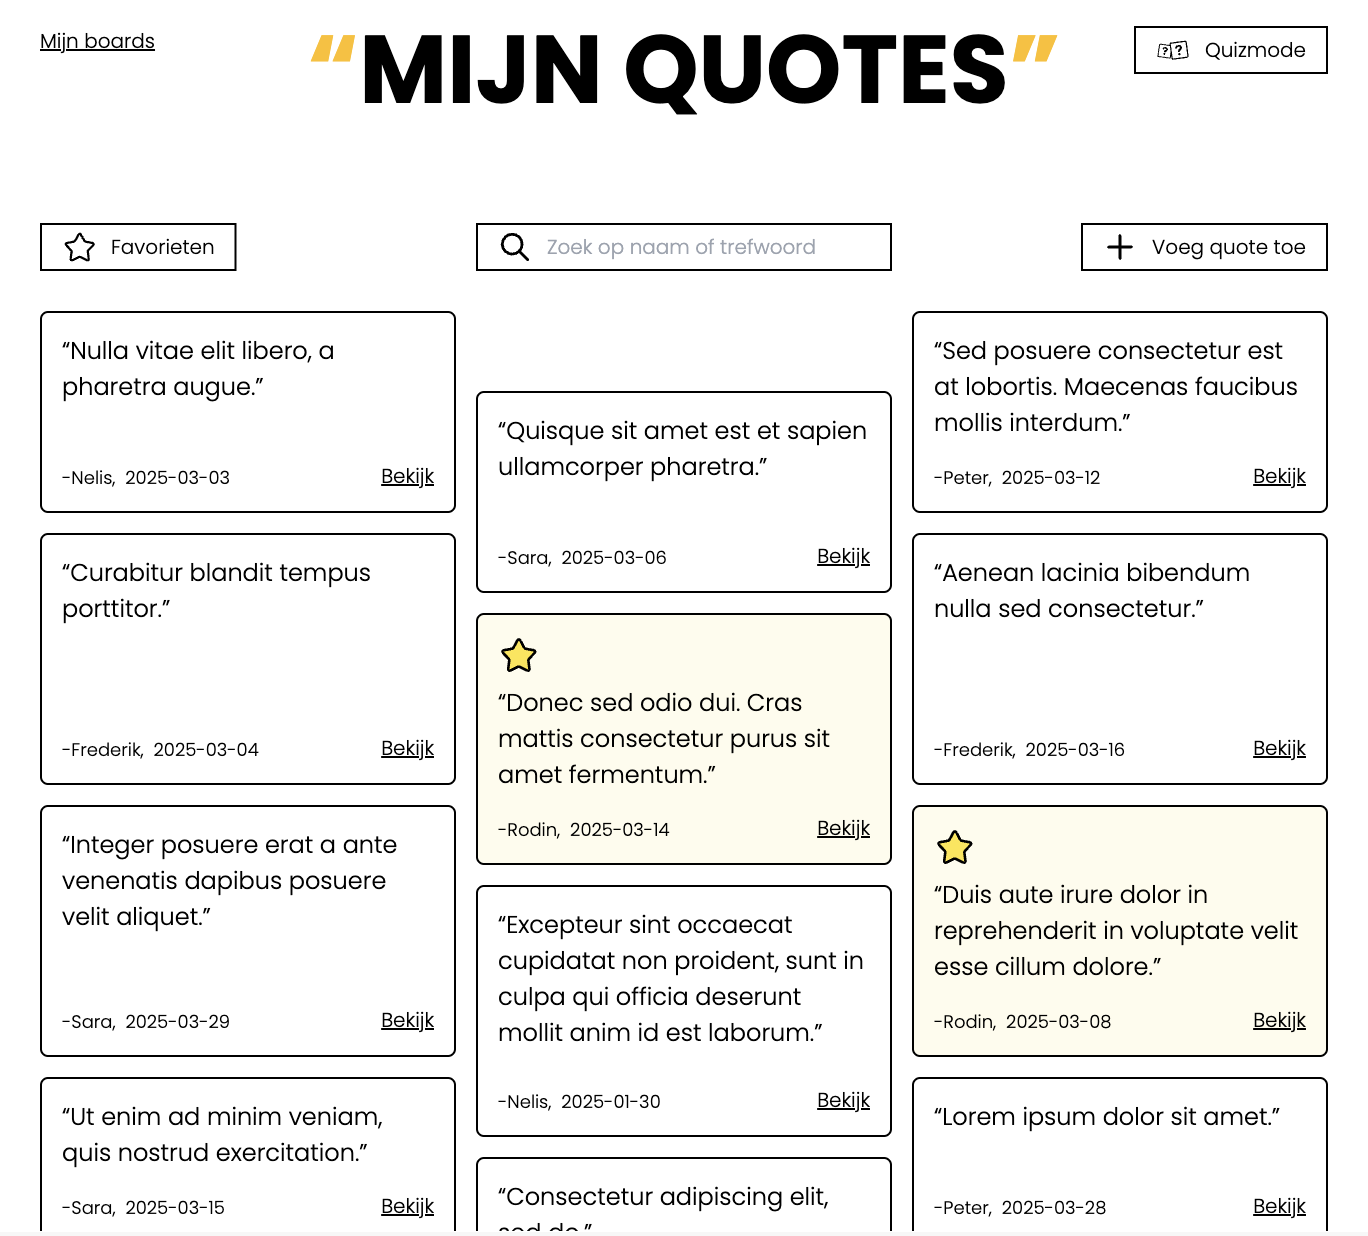 Mijn boards
“MIJN QUOTES”
Quizmode
Favorieten
Zoek op naam of trefwoord
Voeg quote toe
“Nulla vitae elit libero, a
pharetra augue.”
-Nelis, 2025-03-03
Bekijk
“Curabitur blandit tempus
porttitor.”
-Frederik, 2025-03-04
Bekijk
“Integer posuere erat a ante
venenatis dapibus posuere
velit aliquet.”
-Sara, 2025-03-29
Bekijk
“Ut enim ad minim veniam,
quis nostrud exercitation.”
-Sara, 2025-03-15
Bekijk
“Quisque sit amet est et sapien
ullamcorper pharetra.”
-Sara, 2025-03-06
Bekijk
“Donec sed odio dui. Cras
mattis consectetur purus sit
amet fermentum.”
-Rodin, 2025-03-14
Bekijk
“Excepteur sint occaecat
cupidatat non proident, sunt in
culpa qui officia deserunt
mollit anim id est laborum.”
-Nelis, 2025-01-30
Bekijk
“Consectetur adipiscing elit,
sed do.”
“Sed posuere consectetur est
at lobortis. Maecenas faucibus
mollis interdum.”
-Peter, 2025-03-12
Bekijk
“Aenean lacinia bibendum
nulla sed consectetur.”
-Frederik, 2025-03-16
Bekijk
“Duis aute irure dolor in
reprehenderit in voluptate velit
esse cillum dolore.”
-Rodin, 2025-03-08
Bekijk
“Lorem ipsum dolor sit amet.”
-Peter, 2025-03-28
Bekijk